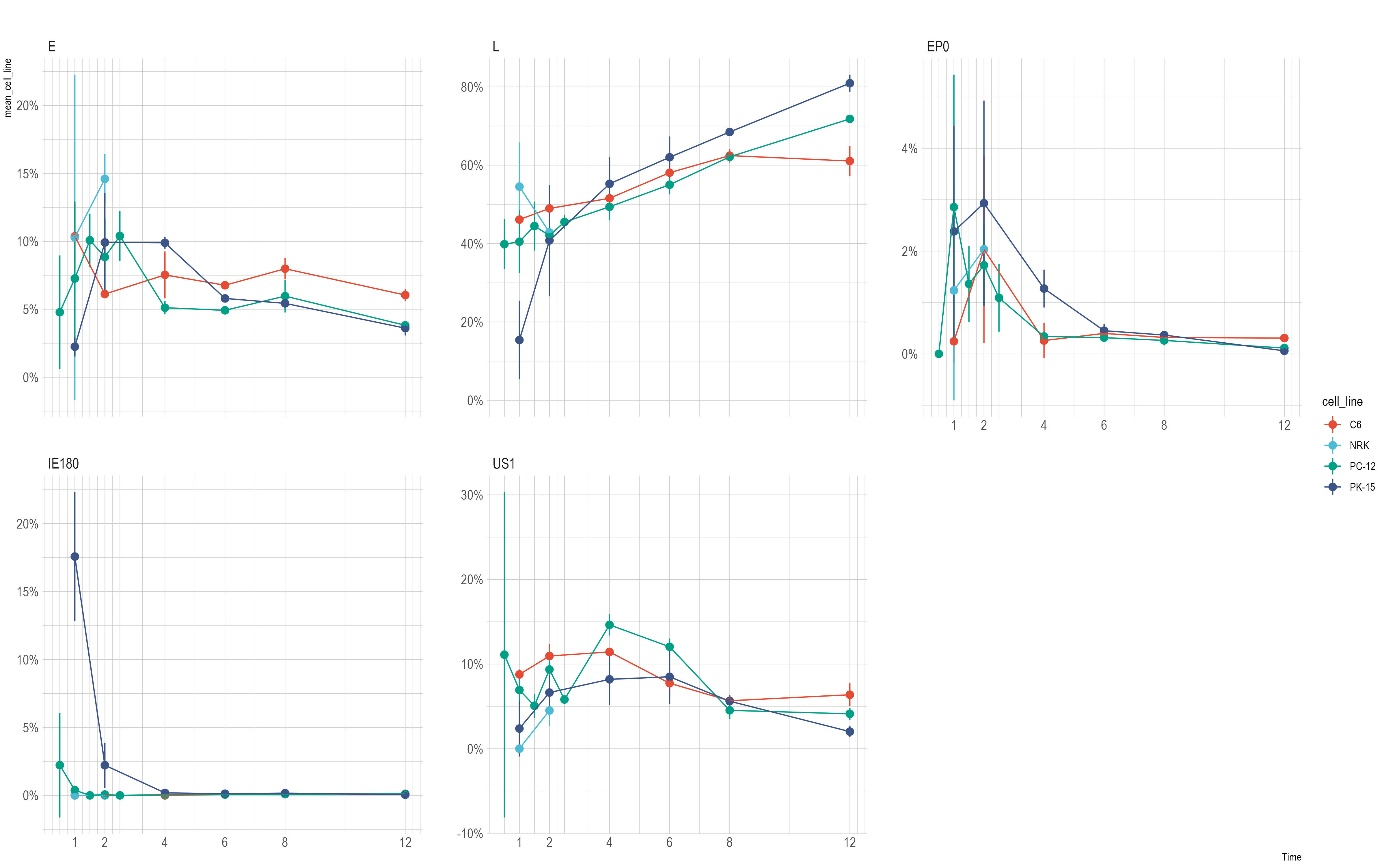 E
L
EP0
mean_cell_line
20%
15%
10%
5%
0%
80%
60%
40%
20%
0%
4%
2%
0%
1 2 4 6 8 12
cell_line
C6
NRK
PC-12
PK-15
IE180
US1
20%
15%
10%
5%
0%
30%
20%
10%
0%
-10%
1 2 4 6 8 12
1 2 4 6 8 12
Time